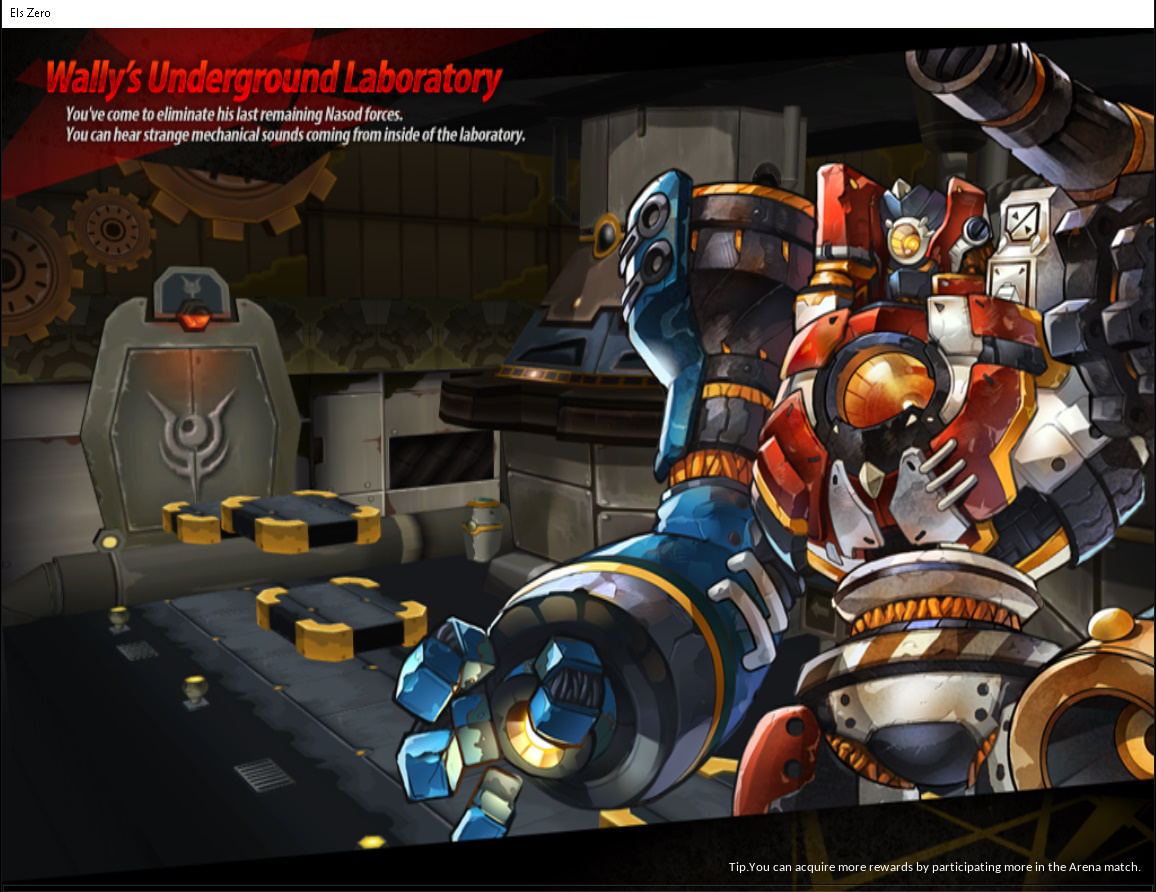 Els Zero
Wally's Underground Laboratory
You've come to eliminate his last remaining Nasod forces.
You can hear strange mechanical sounds coming from inside of the laboratory.
Tip.You can acquire more rewards by participating more in the Arena match.